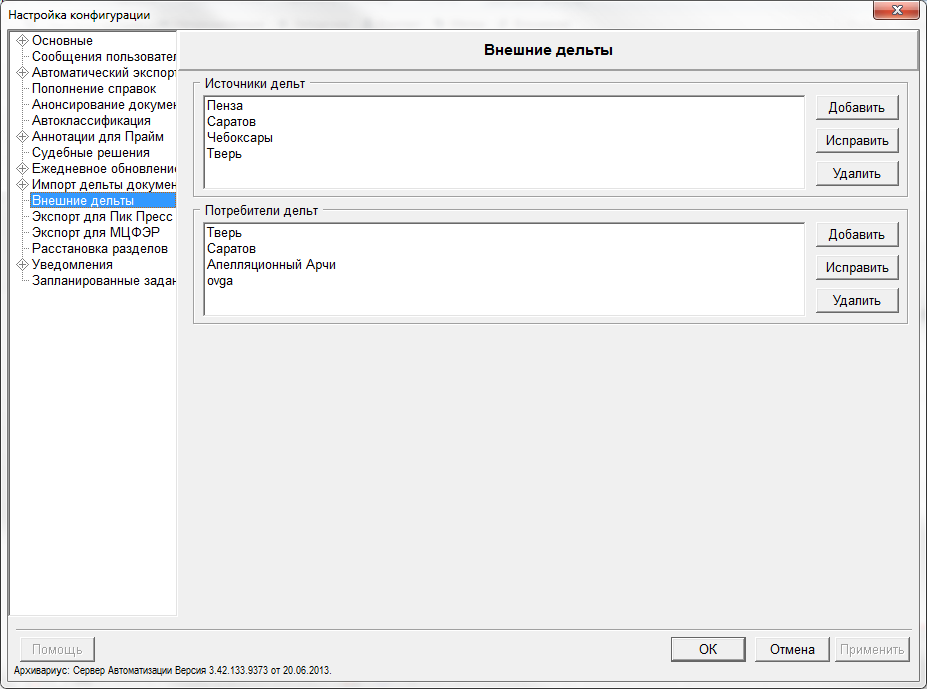 Настройка конфигурации
Основные
Сообщения пользовател
Автоматический экспорт
Пополнение справок
Анонсирование докумен
Автоклассификация
Аннотации для Прайм
Судебные решения
Ежедневное обновлени
Импорт дельты докумен
Внешние дельты
Экспорт для Пик Пресс
Экспорт для МЦФЭР
Расстановка разделов
Уведомления
Запланированные задан
Внешние дельты
Источники дельт
Пенза
Саратов
Чебоксары
Тверь
Добавить
Исправить
Удалить
Потребители дельт
Тверь
Саратов
Апелляционный Арчи
ovga
Добавить
Исправить
Удалить
Помощь
OK
Отмена
Применить
Архивариус: Сервер Автоматизации Версия 3.42.133.9373 от 20.06.2013.